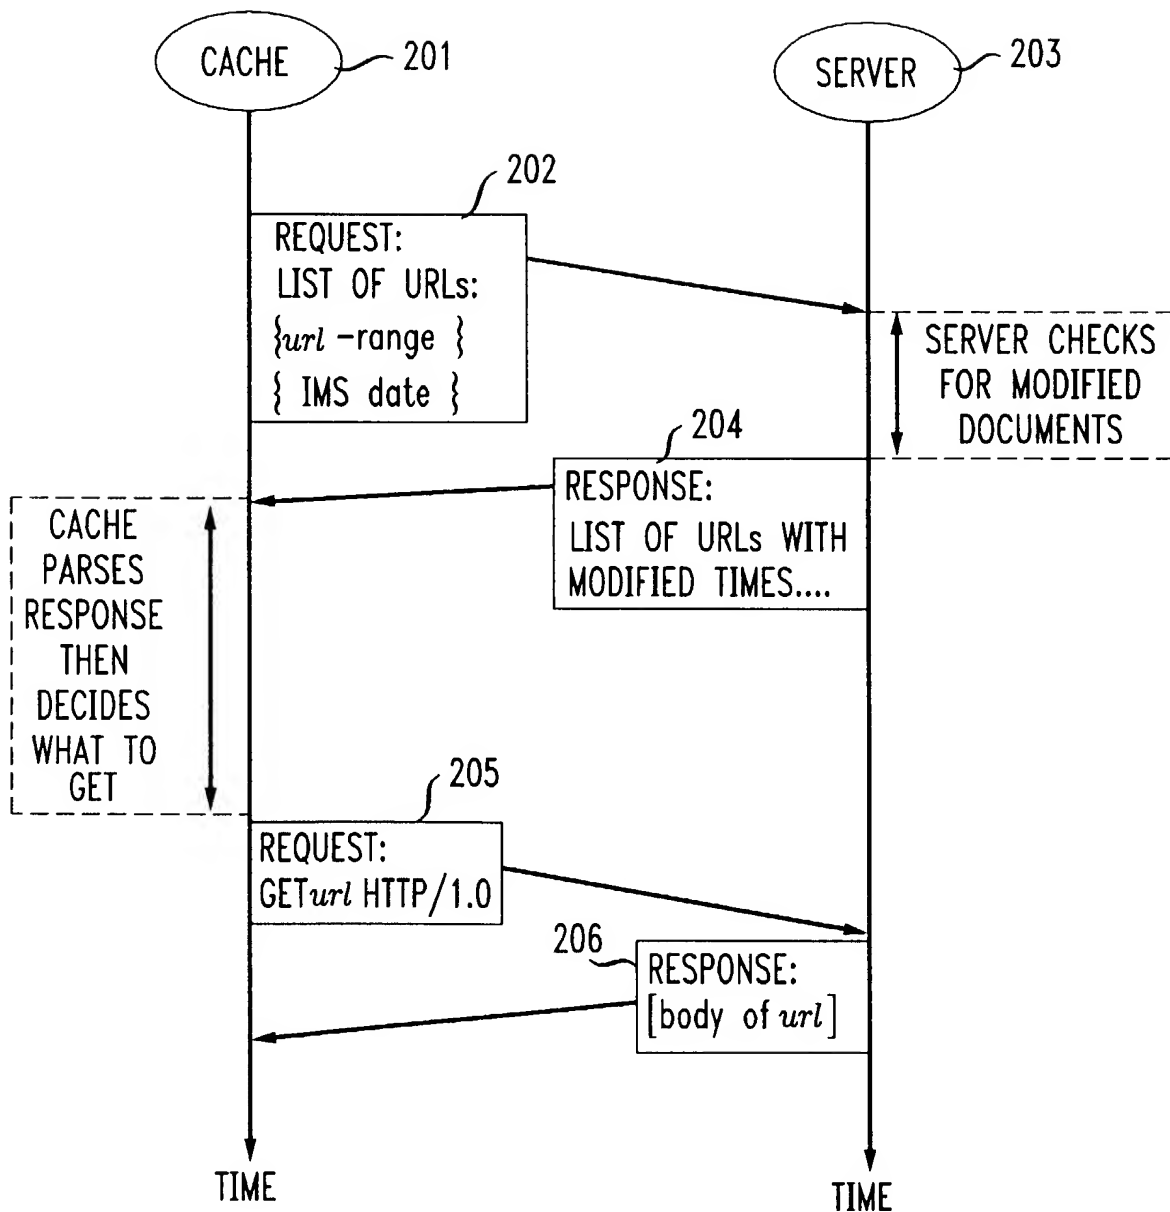 CACHE
201
SERVER
203
202
REQUEST:
LIST OF URLs:
{url -range }
{ IMS date }
SERVER CHECKS
FOR MODIFIED
DOCUMENTS
204
RESPONSE:
LIST OF URLs WITH
MODIFIED TIMES....
CACHE
PARSES
RESPONSE
THEN
DECIDES
WHAT TO
GET
205
REQUEST:
GET url HTTP/1.0
206
RESPONSE:
[body of url]
TIME
TIME